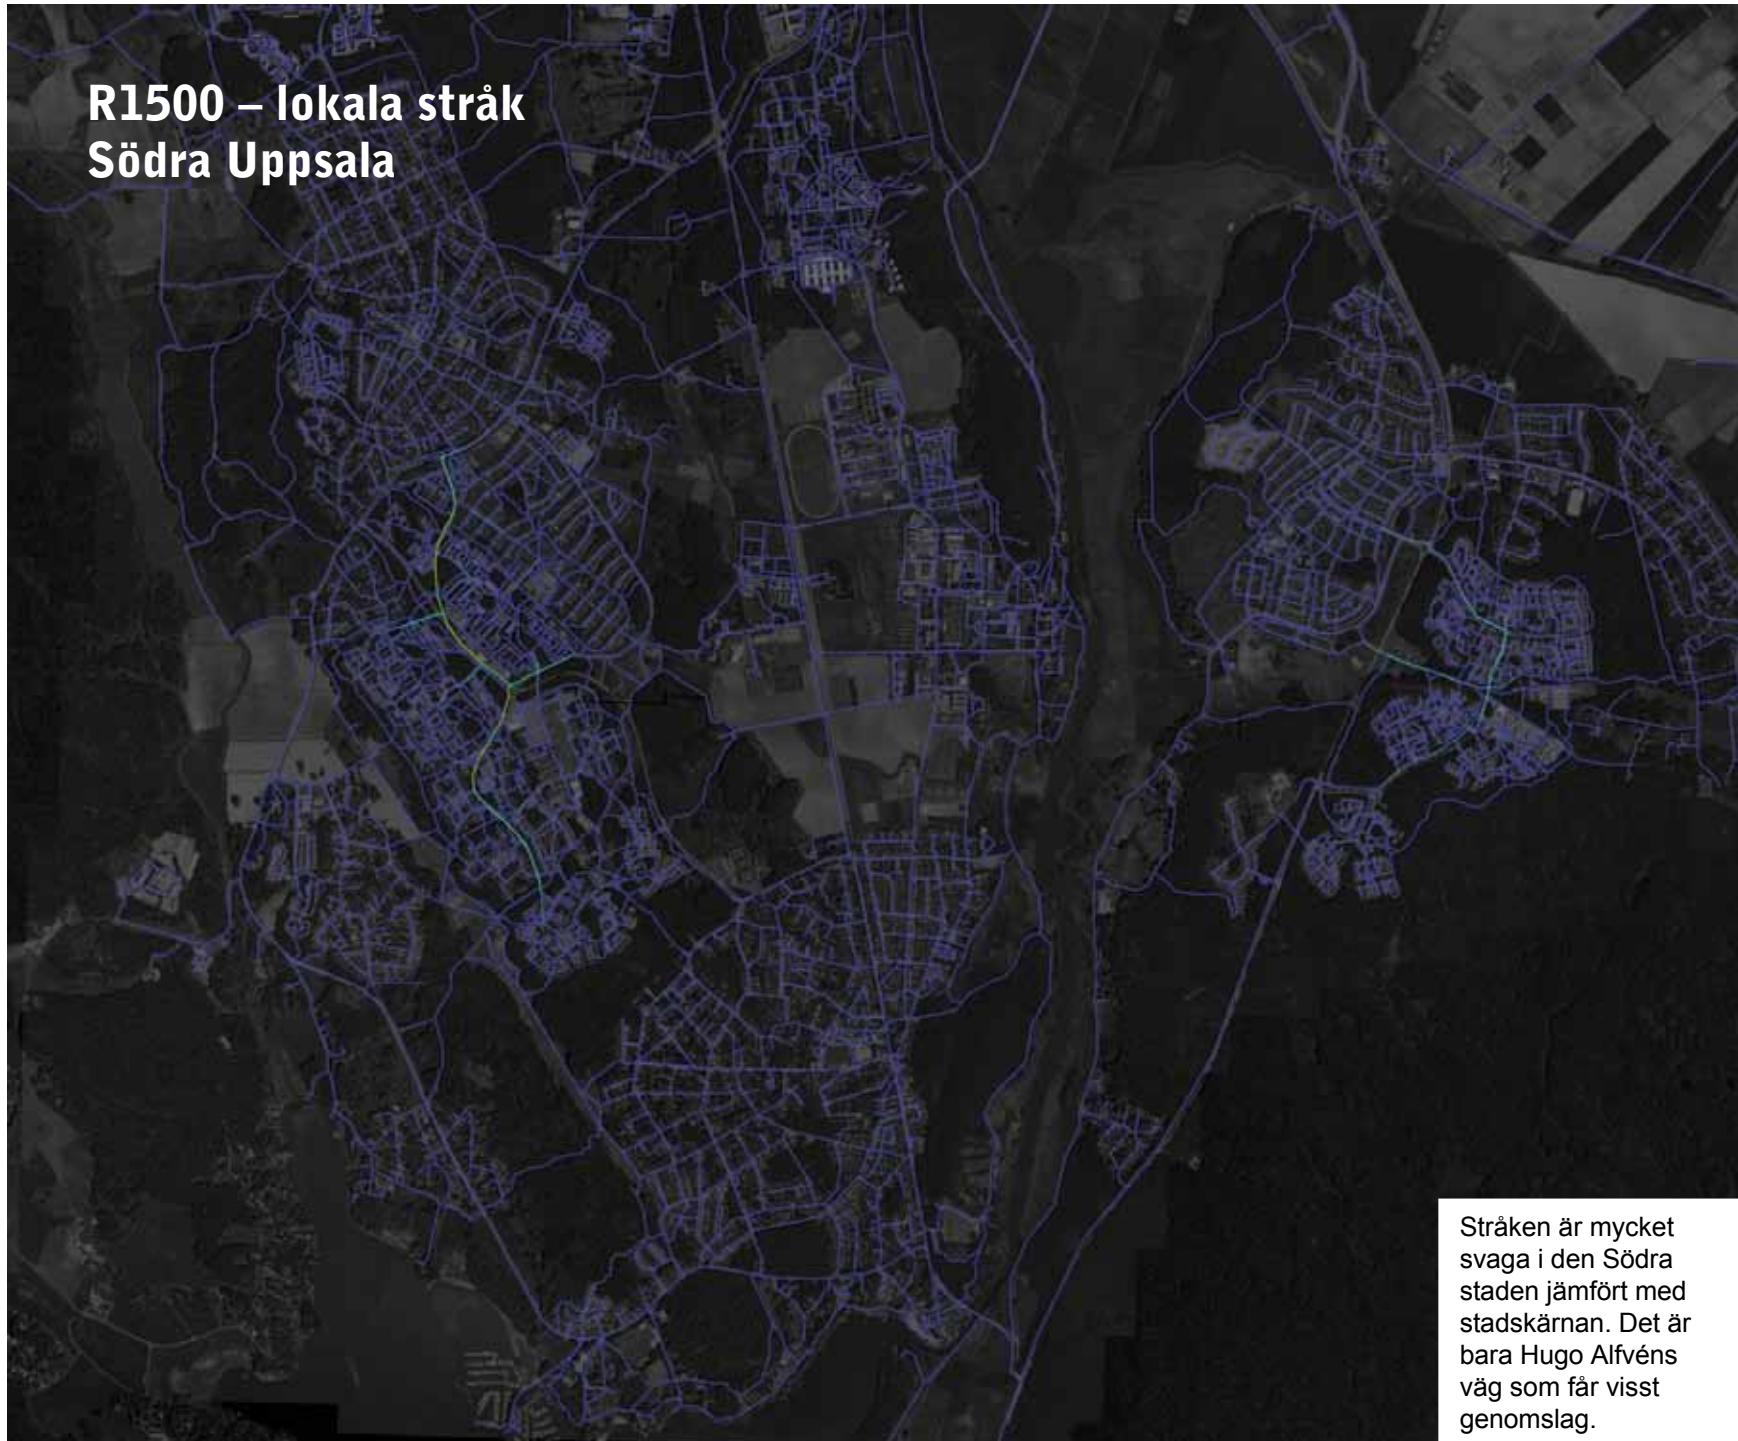 R1500 – lokala stråk
Södra Uppsala
Stråken är mycket
svaga i den Södra
staden jämfört med
stadskärnan. Det är
bara Hugo Alfvéns
väg som får visst
genomslag.